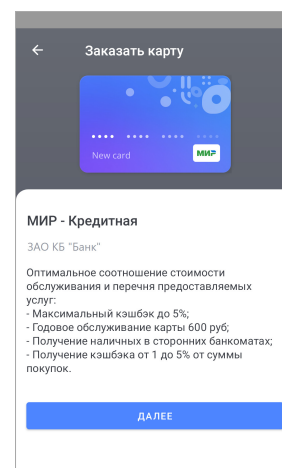 Заказать карту
New card
МИР
МИР - Кредитная
ЗАО КБ "Банк"
Оптимальное соотношение стоимости
обслуживания и перечня предоставляемых
услуг:
- Максимальный кэшбэк до 5%;
- Годовое обслуживание карты 600 руб;
- Получение наличных в сторонних банкоматах;
- Получение кэшбэка от 1 до 5% от суммы
покупок.
ДАЛЕЕ